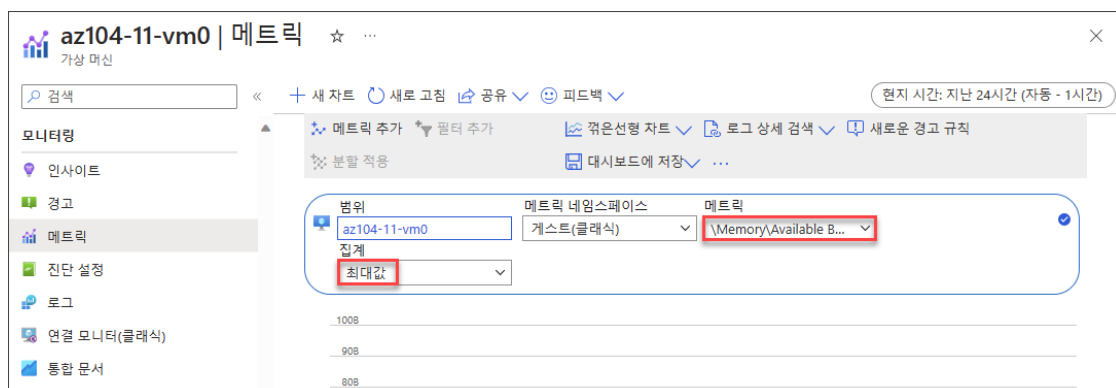 az104-11-vm0 | 메트릭
가상 머신
검색
새 차트 새로 고침 공유 피드백
현지 시간: 지난 24시간 (자동 - 1시간)
모니터링
인사이트
경고
메트릭
진단 설정
로그
연결 모니터(클래식)
통합 문서
메트릭 추가 필터 추가 꺾은선형 차트 로그 상세 검색 새로운 경고 규칙
분할 적용 대시보드에 저장 ...
범위 메트릭 네임스페이스 메트릭
az104-11-vm0 게스트(클래식) \Memory\Available B...
집계
최대값
100B
90B
80B